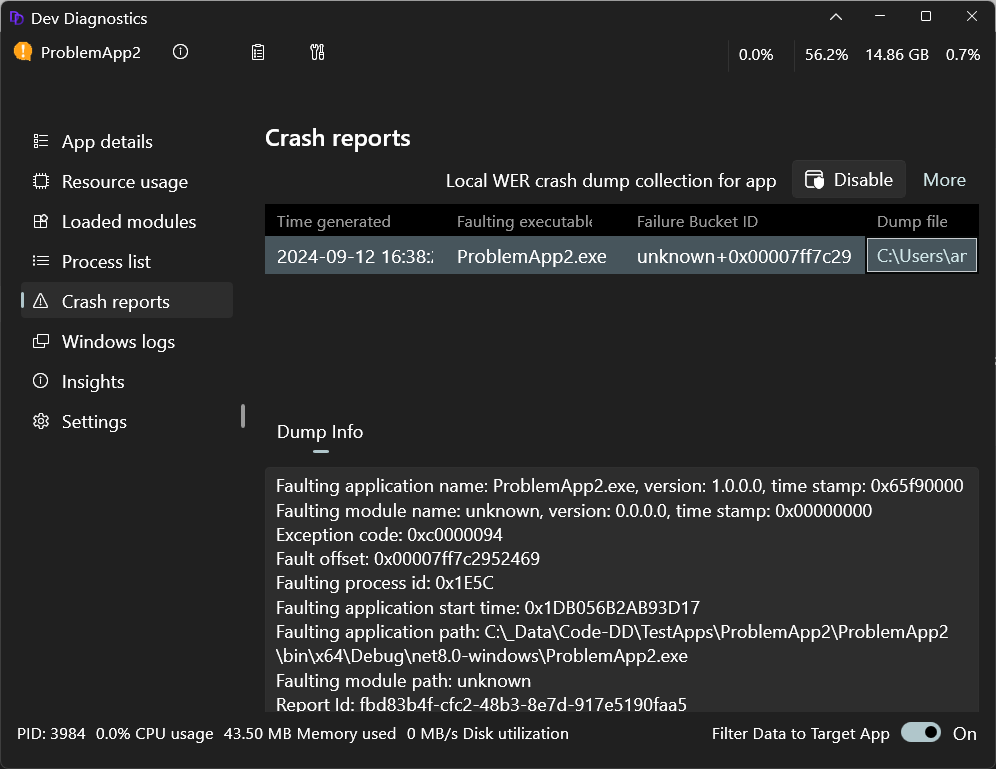 Dev Diagnostics
ProblemApp2
0.0% 56.2% 14.86 GB 0.7%
App details
Resource usage
Loaded modules
Process list
Crash reports
Windows logs
Insights
Settings
Crash reports
Local WER crash dump collection for app Disable More
Time generated Faulting executable Failure Bucket ID Dump file
2024-09-12 16:38: ProblemApp2.exe unknown+0x00007ff7c29 C:\Users\ar
Dump Info
Faulting application name: ProblemApp2.exe, version: 1.0.0.0, time stamp: 0x65f90000
Faulting module name: unknown, version: 0.0.0.0, time stamp: 0x00000000
Exception code: 0xc0000094
Fault offset: 0x00007ff7c2952469
Faulting process id: 0x1E5C
Faulting application start time: 0x1DB056B2AB93D17
Faulting application path: C:\_Data\Code-DD\TestApps\ProblemApp2\ProblemApp2
\bin\x64\Debug\net8.0-windows\ProblemApp2.exe
Faulting module path: unknown
Report Id: fbd83b4f-cfc2-48b3-8e7d-917e5190faa5
PID: 3984 0.0% CPU usage 43.50 MB Memory used 0 MB/s Disk utilization Filter Data to Target App On